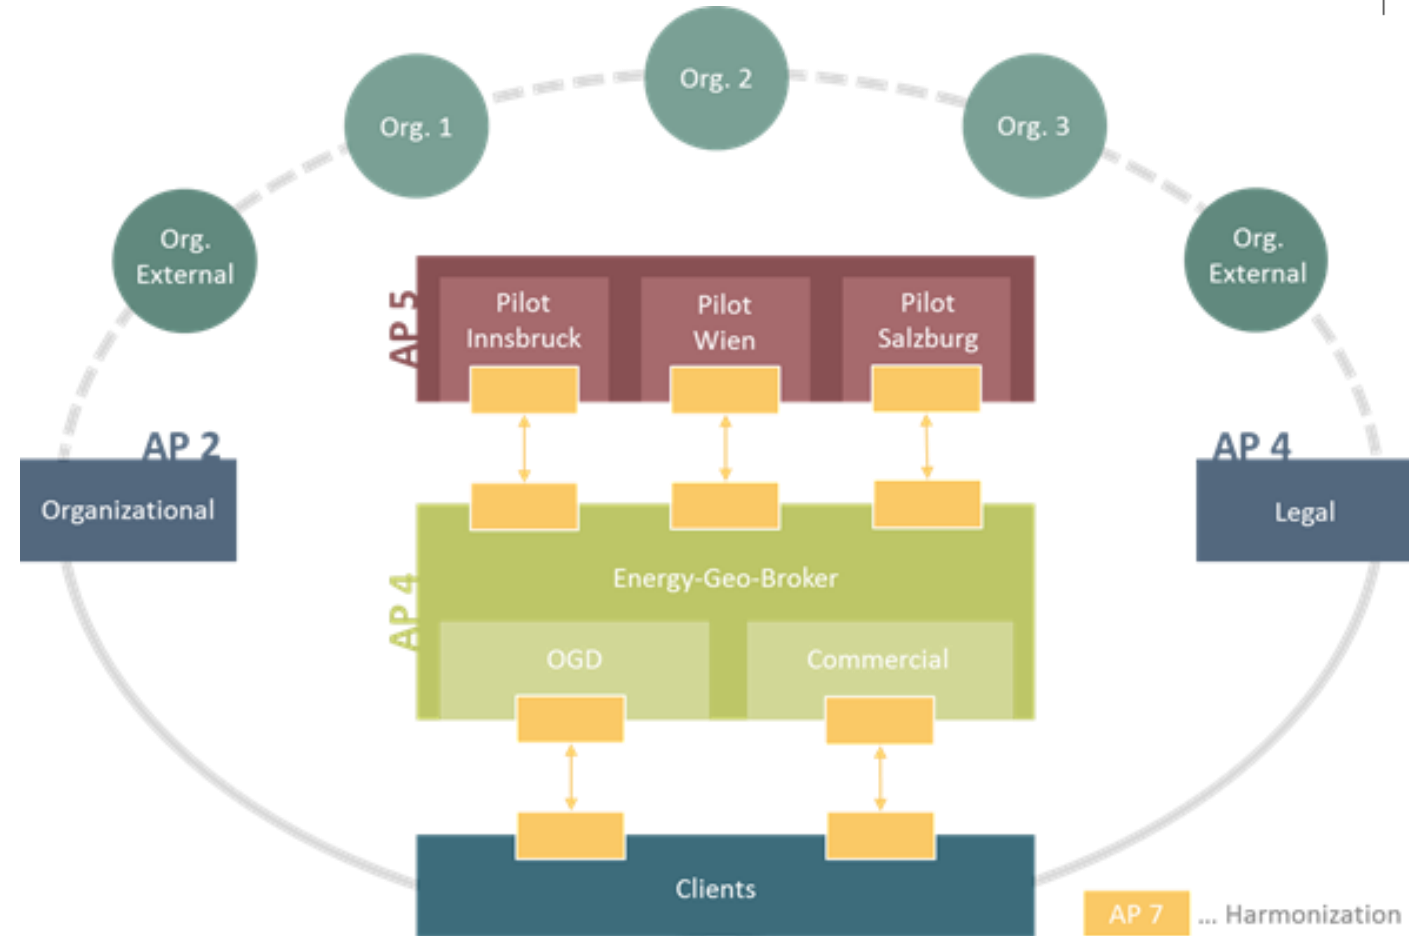 Org. 2
Org. 1
Org. 3
Org.
External
Org.
External
AP 5
Pilot
Innsbruck
Pilot
Wien
Pilot
Salzburg
AP 2
Organizational
AP 4
Legal
AP 4
Energy-Geo-Broker
OGD
Commercial
Clients
AP 7 ... Harmonization